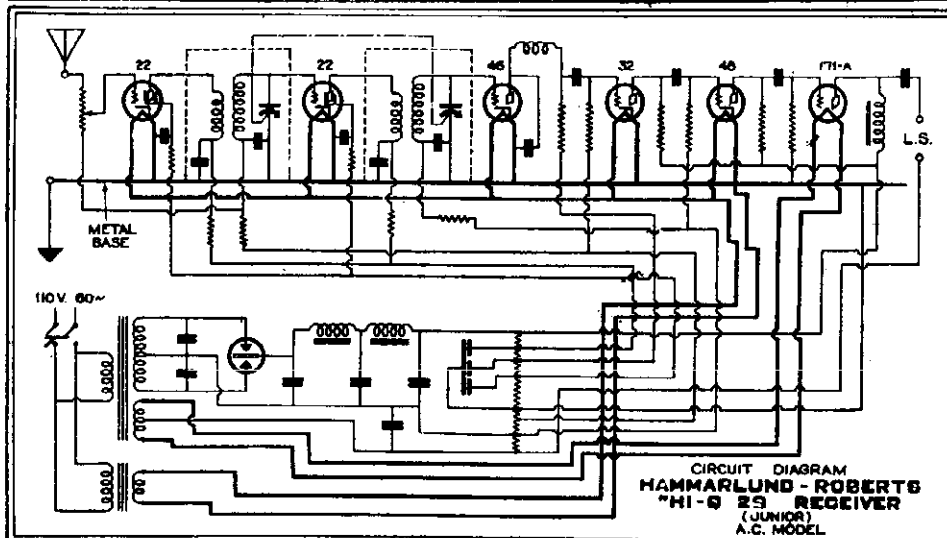 22
22
46
32
48
171-A
L.S.
METAL
BASE
110 V. 60~
CIRCUIT DIAGRAM
HAMMARLUND - ROBERTS
"HI-Q 29 RECEIVER
(JUNIOR)
A.C. MODEL